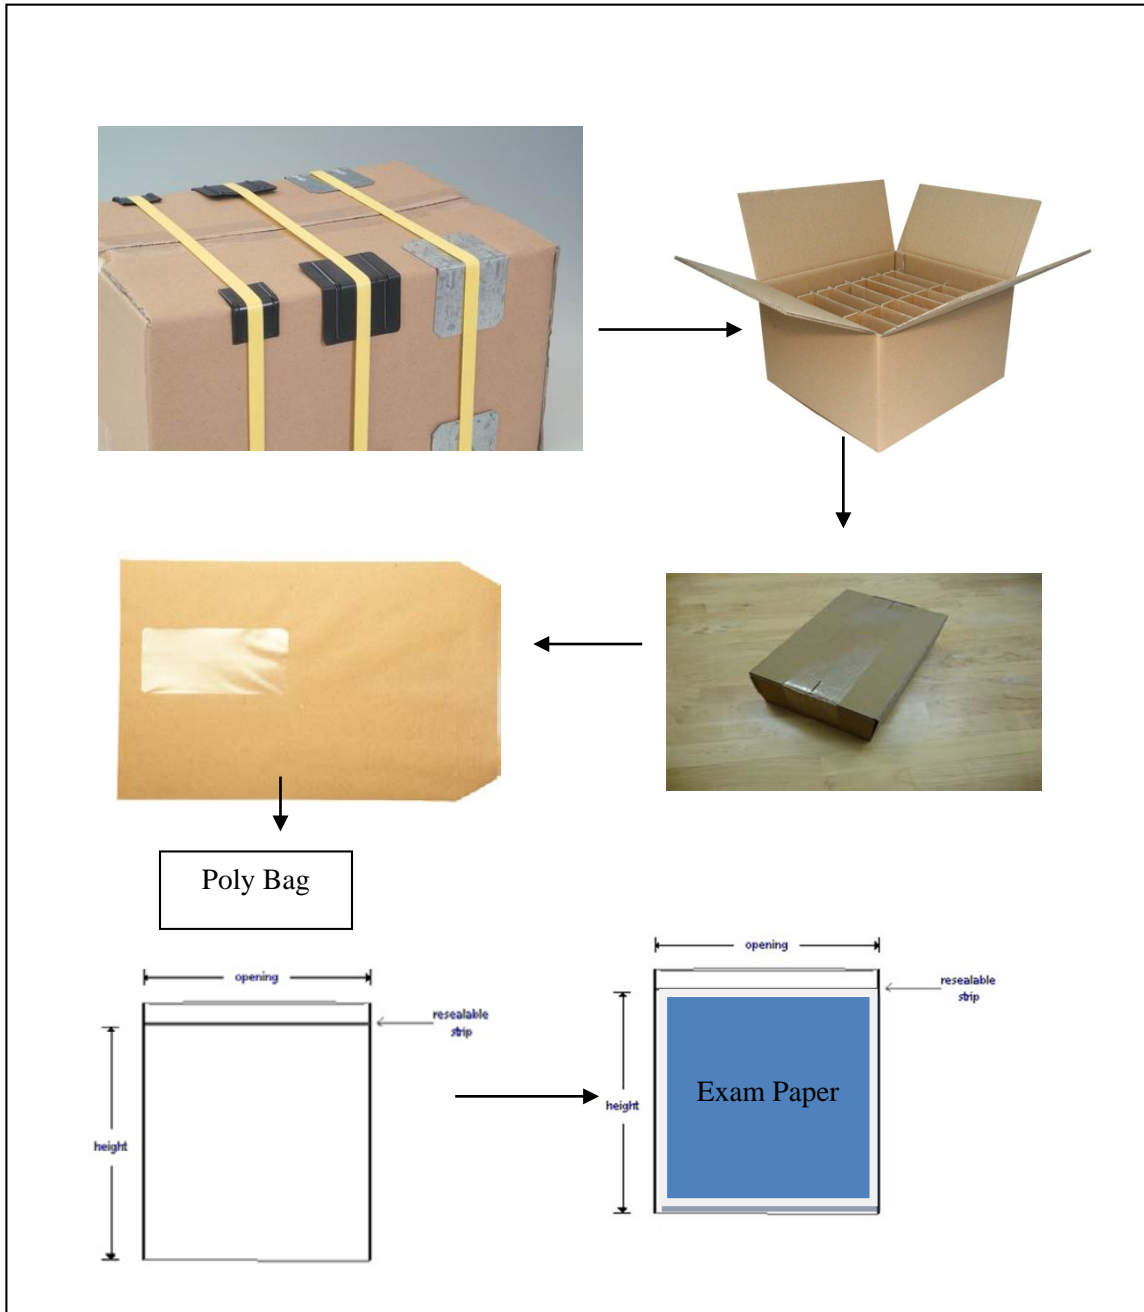 Poly Bag
opening
resealable
strip
height
opening
resealable
strip
height
Exam Paper